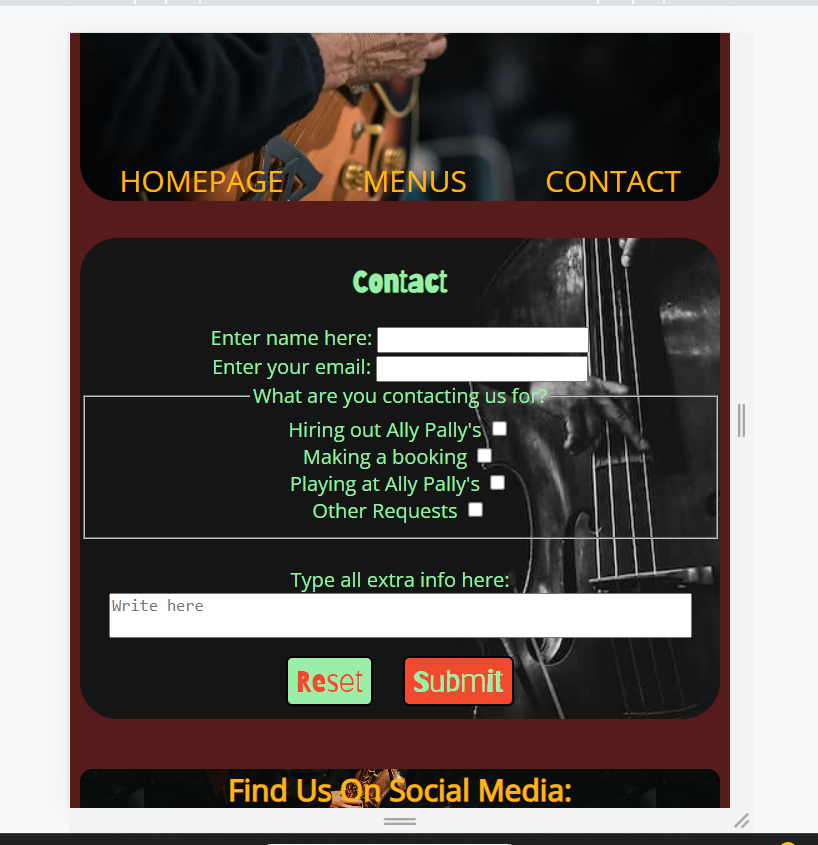 HOMEPAGE MENUS CONTACT
Contact
Enter name here:
Enter your email:
What are you contacting us for?
Hiring out Ally Pally's
Making a booking
Playing at Ally Pally's
Other Requests
Type all extra info here:
Write here
Reset Submit
Find Us On Social Media: